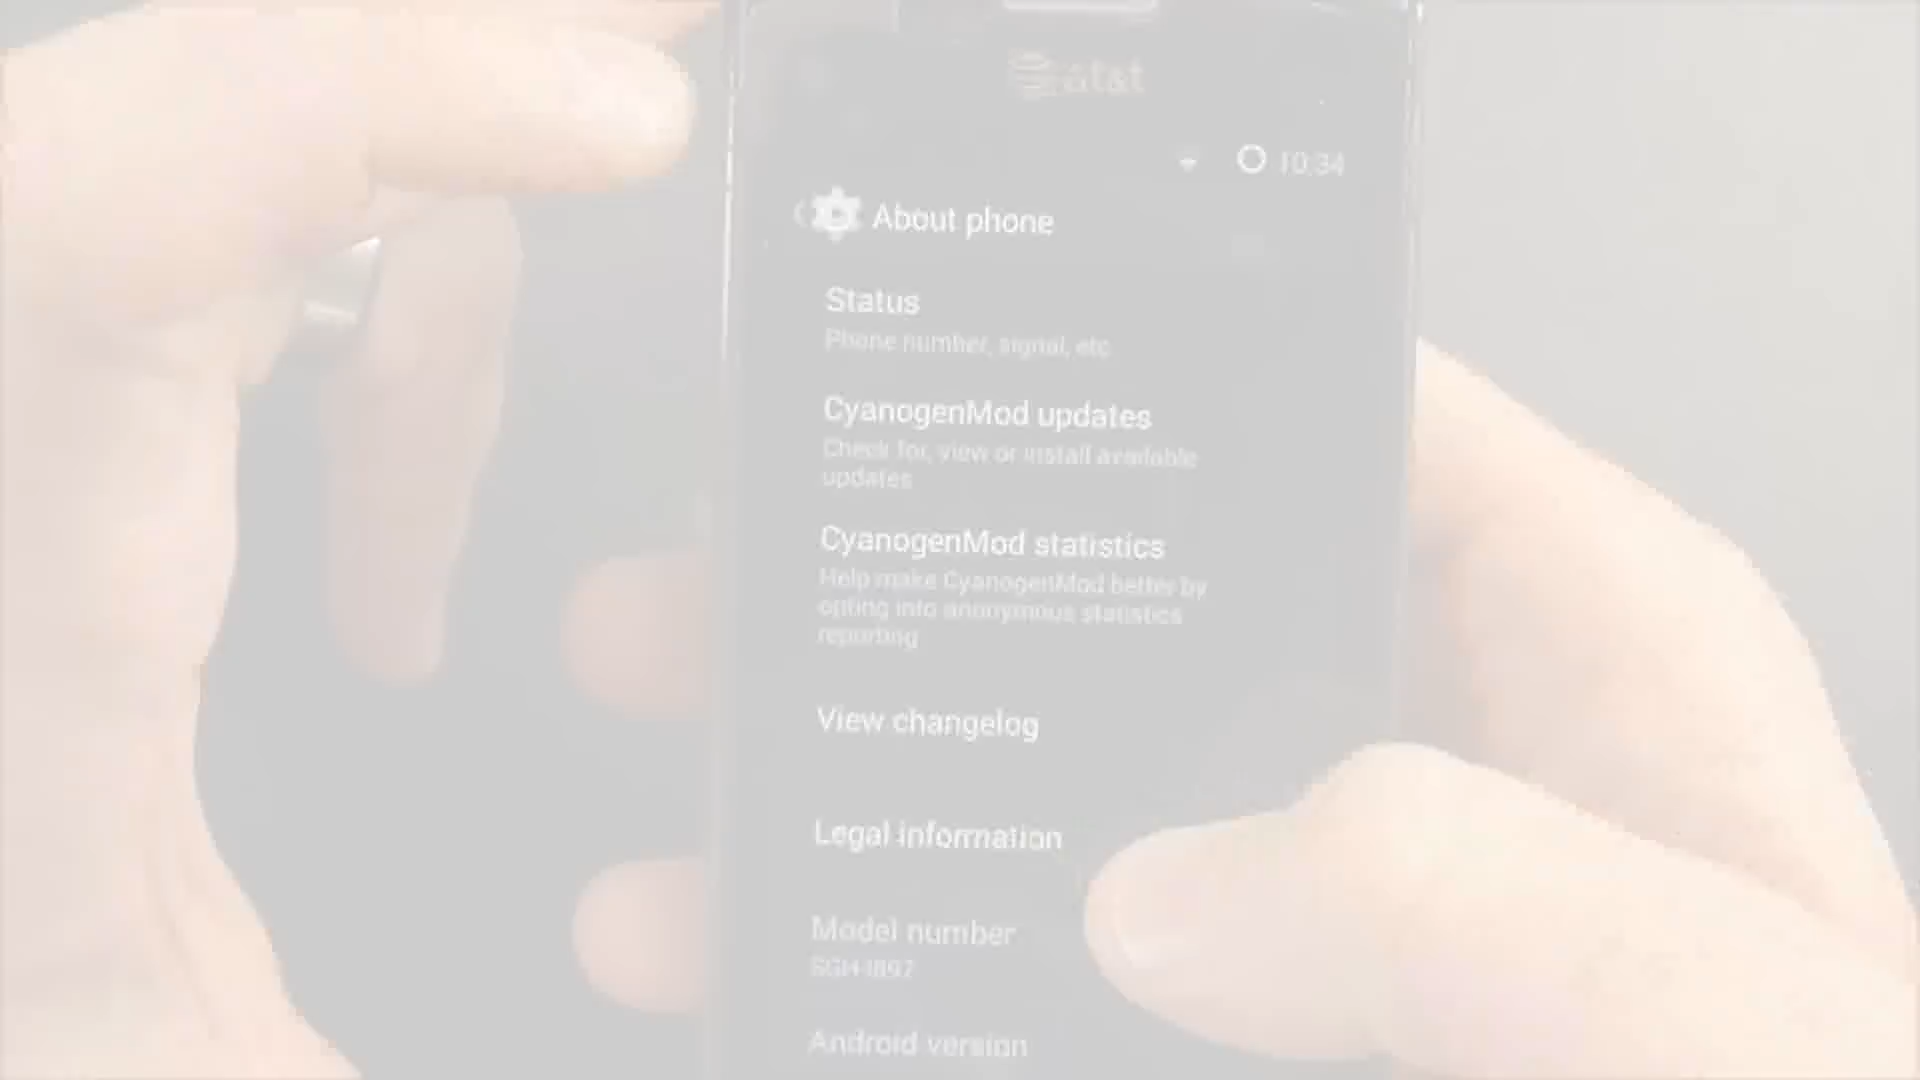 at&t
10:34
About phone
Status
Phone number, signal, etc
CyanogenMod updates
Check for, view or install available
updates
CyanogenMod statistics
Help make CyanogenMod better by
opting into anonymous statistics
reporting
View changelog
Legal information
Model number
SGH-I897
Android version